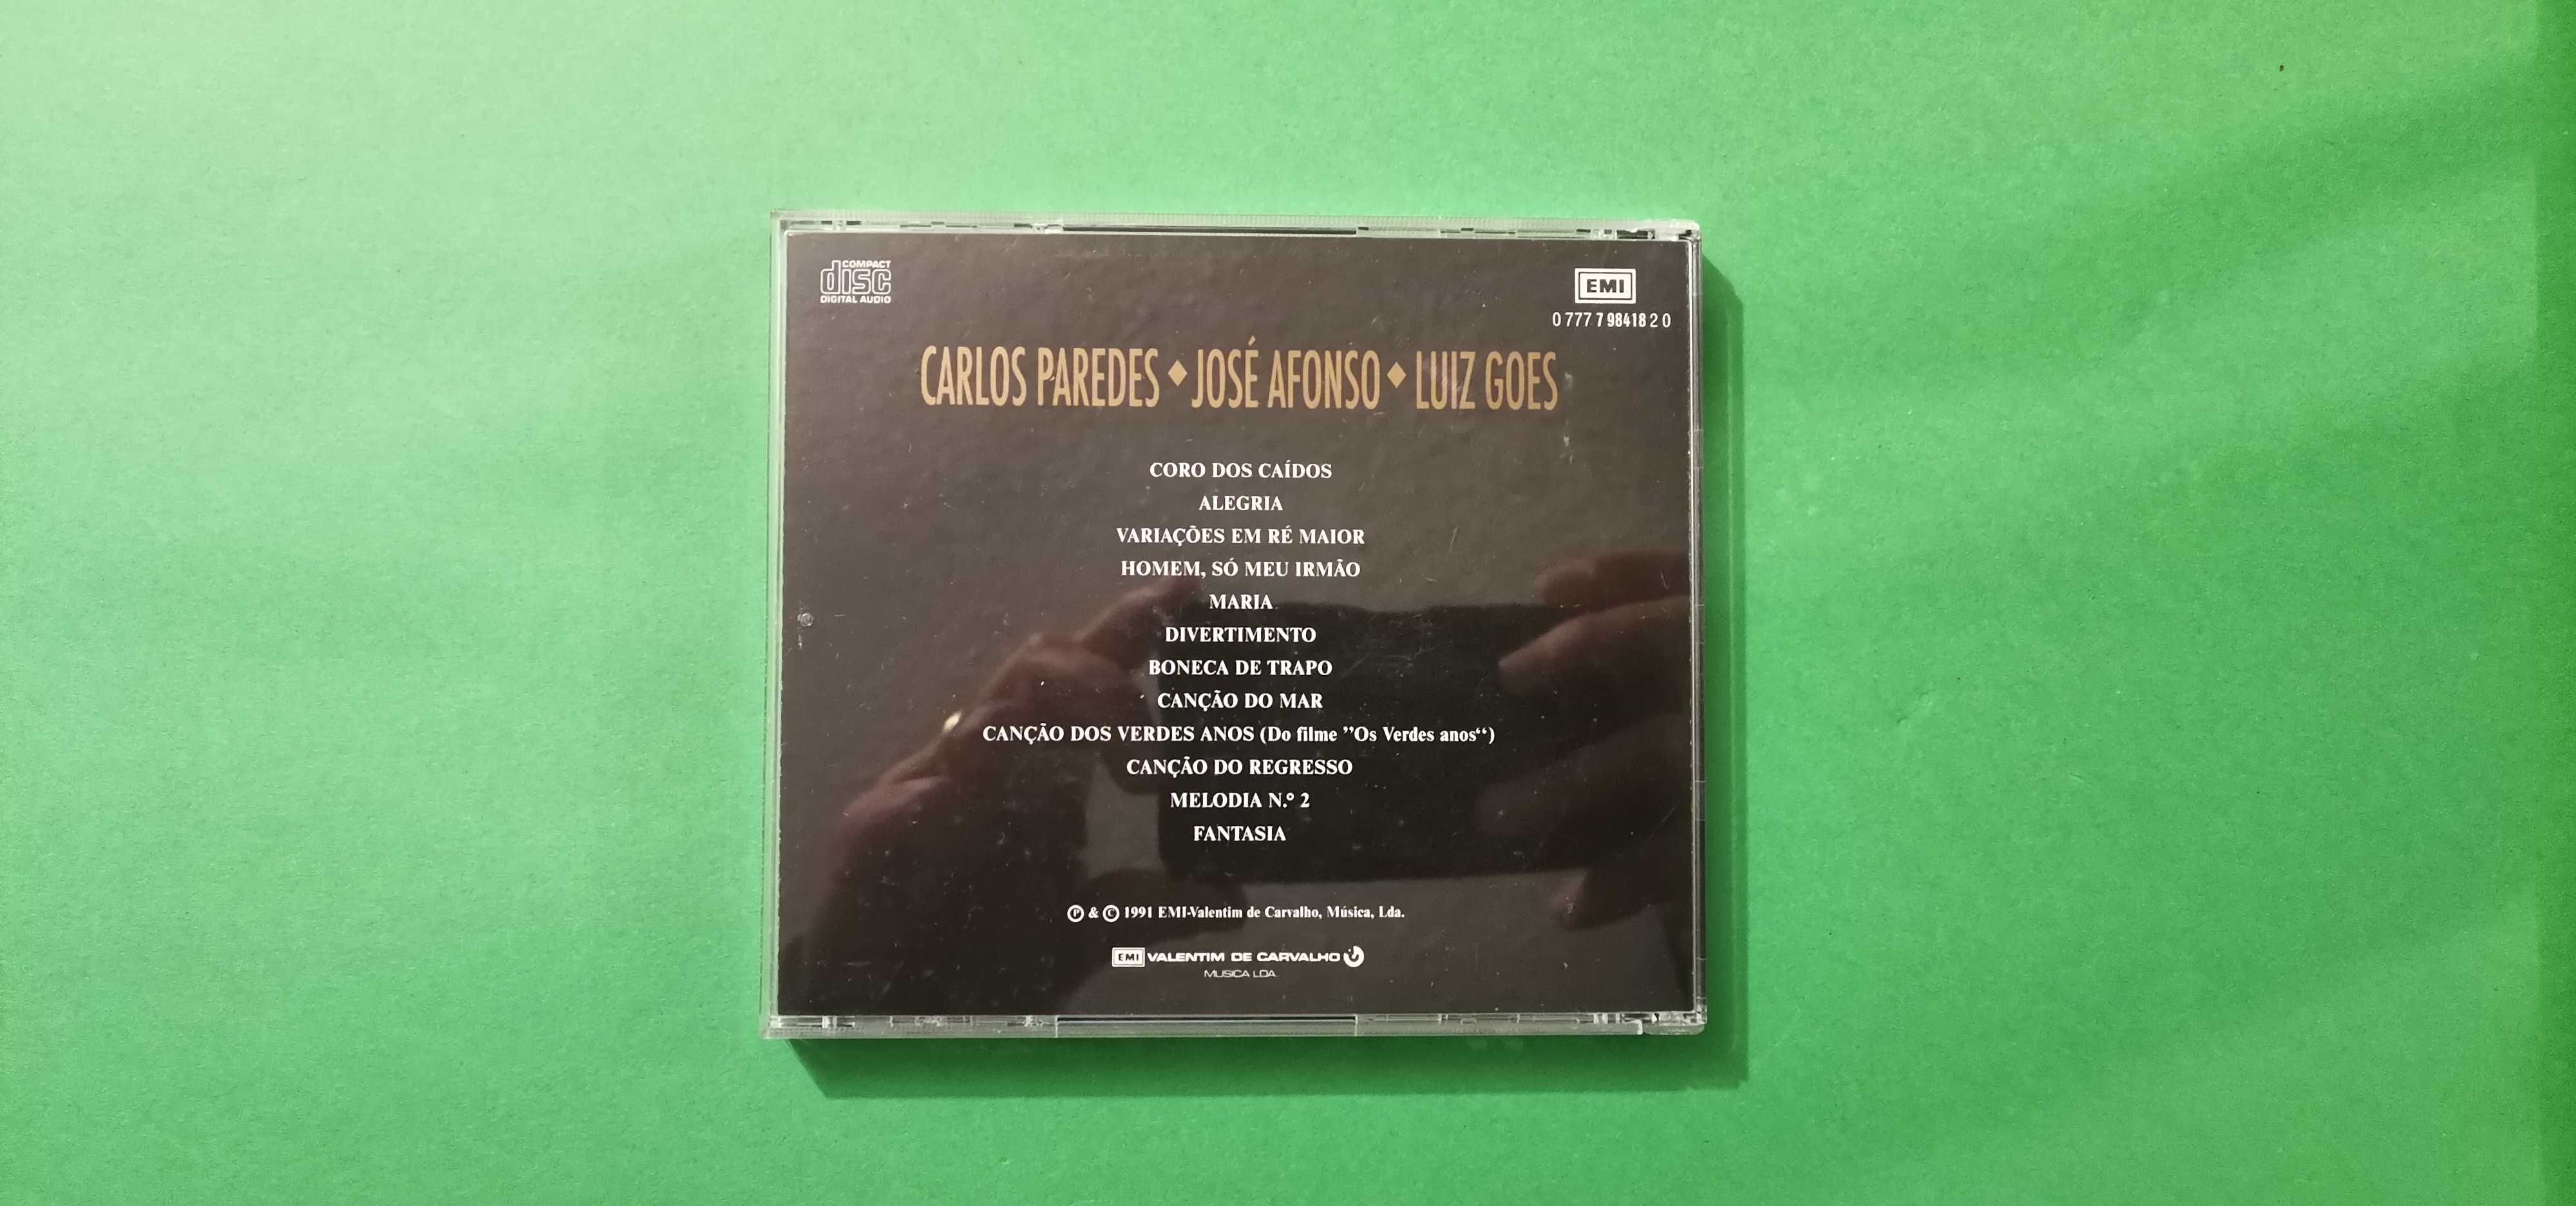 COMPACT
disc
DIGITAL AUDIO
EMI
0 777 7 98418 2 0
CARLOS PAREDES ◆ JOSÉ AFONSO ◆ LUIZ GOES
CORO DOS CAÍDOS
ALEGRIA
VARIAÇÕES EM RÉ MAIOR
HOMEM, SÓ MEU IRMÃO
MARIA
DIVERTIMENTO
BONECA DE TRAPO
CANÇÃO DO MAR
CANÇÃO DOS VERDES ANOS (Do filme ”Os Verdes anos“)
CANÇÃO DO REGRESSO
MELODIA N.º 2
FANTASIA
℗ & © 1991 EMI-Valentim de Carvalho, Música, Lda.
EMI VALENTIM DE CARVALHO
MUSICA LDA.